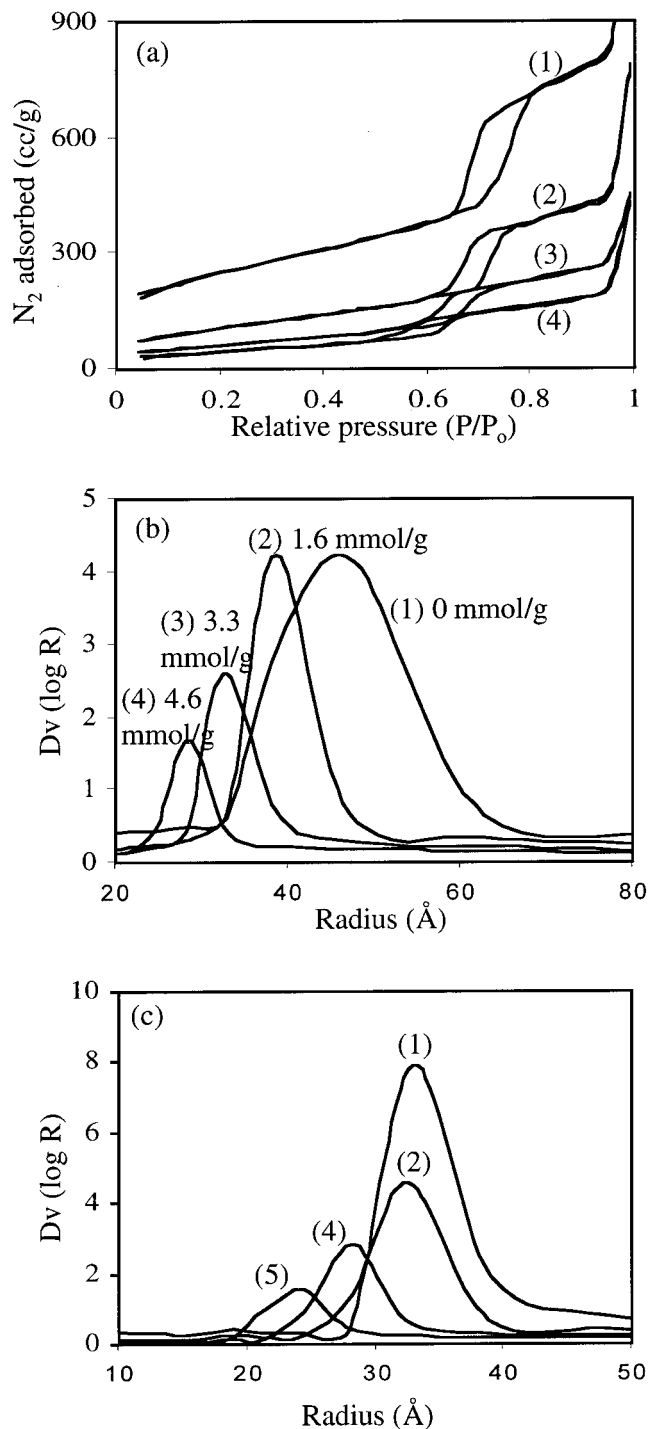 (a)
900
600
300
0
N₂ adsorbed (cc/g)
(1)
(2)
(3)
(4)
0 0.2 0.4 0.6 0.8 1
Relative pressure (P/Pₒ)
(b)
5
4
3
2
1
0
Dv (log R)
(2) 1.6 mmol/g
(1) 0 mmol/g
(3) 3.3
mmol/g
(4) 4.6
mmol/g
20 40 60 80
Radius (Å)
(c)
10
8
6
4
2
0
Dv (log R)
(1)
(2)
(4)
(5)
10 20 30 40 50
Radius (Å)